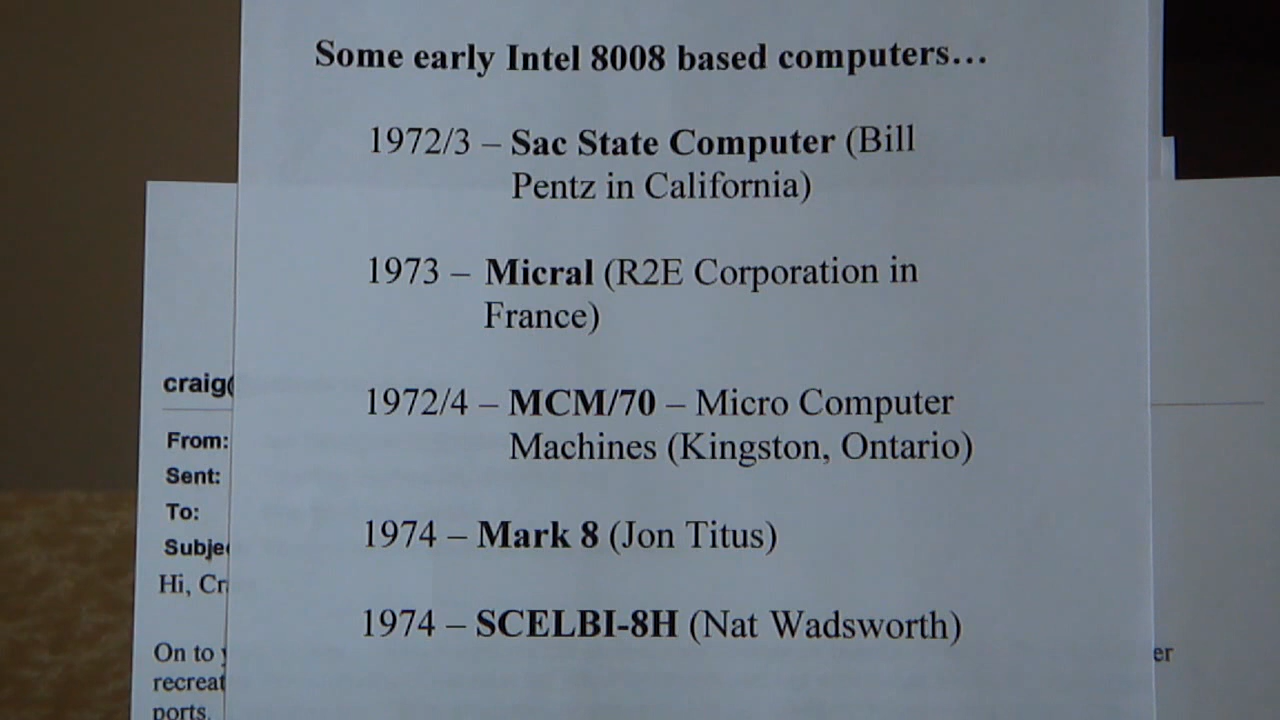 Some early Intel 8008 based computers…
1972/3 – Sac State Computer (Bill
Pentz in California)
1973 – Micral (R2E Corporation in
France)
1972/4 – MCM/70 – Micro Computer
Machines (Kingston, Ontario)
1974 – Mark 8 (Jon Titus)
1974 – SCELBI-8H (Nat Wadsworth)
craig(
From:
Sent:
To:
Subje
Hi, Cr
On to
er
recreat
ports.